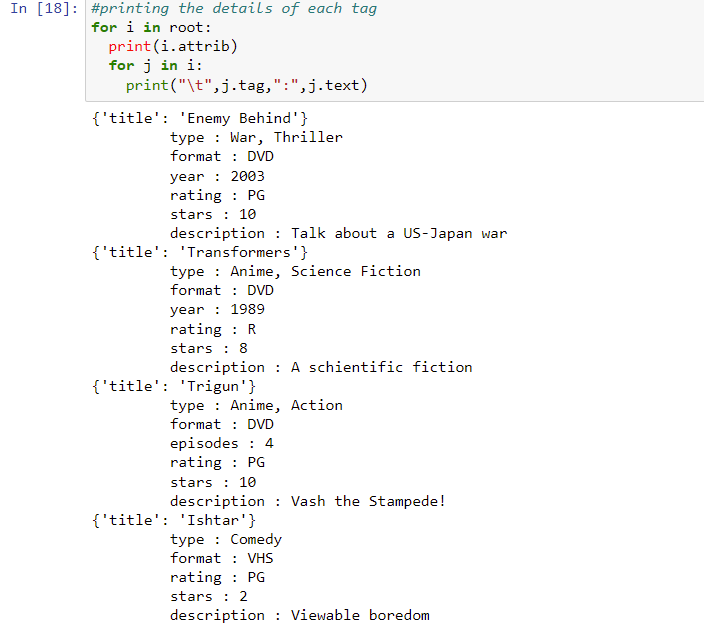 In [18]: #printing the details of each tag
for i in root:
  print(i.attrib)
  for j in i:
    print("\t",j.tag,":",j.text)
{'title': 'Enemy Behind'}
type : War, Thriller
format : DVD
year : 2003
rating : PG
stars : 10
description : Talk about a US-Japan war
{'title': 'Transformers'}
type : Anime, Science Fiction
format : DVD
year : 1989
rating : R
stars : 8
description : A schientific fiction
{'title': 'Trigun'}
type : Anime, Action
format : DVD
episodes : 4
rating : PG
stars : 10
description : Vash the Stampede!
{'title': 'Ishtar'}
type : Comedy
format : VHS
rating : PG
stars : 2
description : Viewable boredom